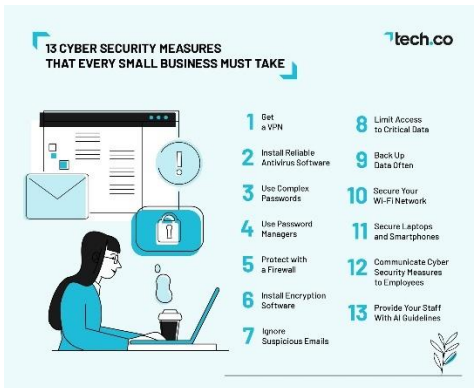 13 CYBER SECURITY MEASURES
THAT EVERY SMALL BUSINESS MUST TAKE
tech.co
1 Get
a VPN
2 Install Reliable
Antivirus Software
3 Use Complex
Passwords
4 Use Password
Managers
5 Protect with
a Firewall
6 Install Encryption
Software
7 Ignore
Suspicious Emails
8 Limit Access
to Critical Data
9 Back Up
Data Often
10 Secure Your
Wi-Fi Network
11 Secure Laptops
and Smartphones
12 Communicate Cyber
Security Measures
to Employees
13 Provide Your Staff
With AI Guidelines